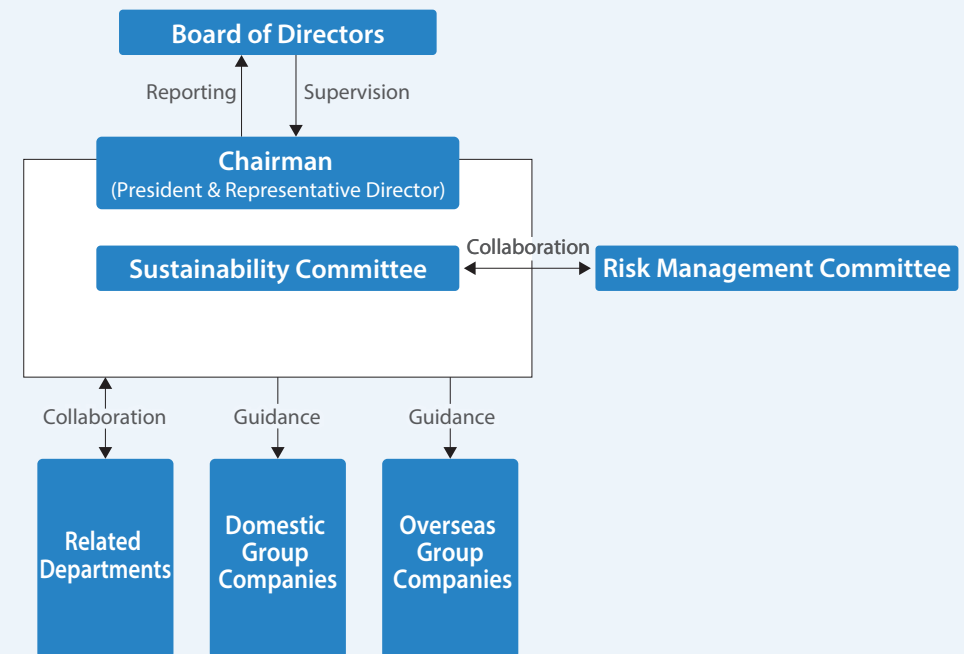 Board of Directors
Reporting
Supervision
Chairman
(President & Representative Director)
Collaboration
Sustainability Committee
Risk Management Committee
Collaboration
Guidance
Guidance
Related
Departments
Domestic
Group
Companies
Overseas
Group
Companies